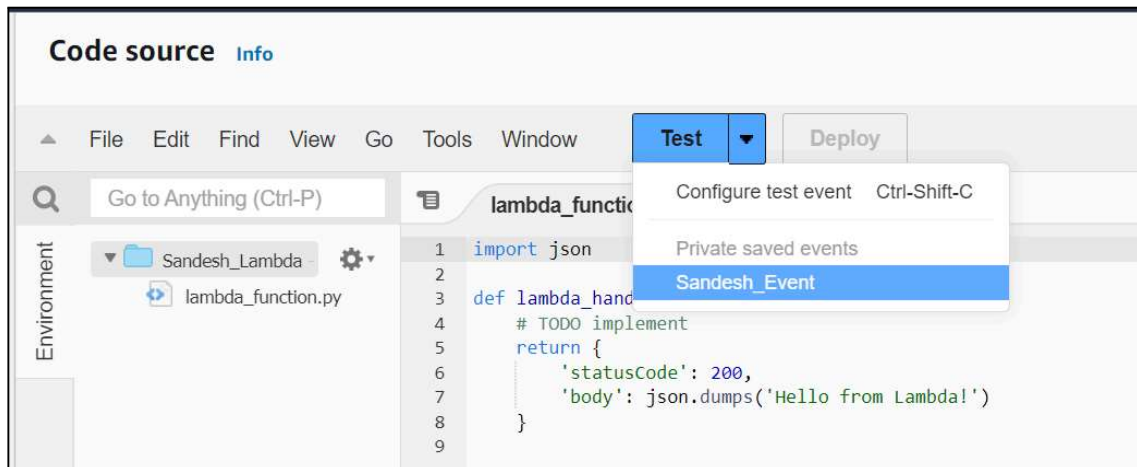 Code source Info
File Edit Find View Go Tools Window Test Deploy
Go to Anything (Ctrl-P)
Configure test event Ctrl-Shift-C
Private saved events
Sandesh_Event
Environment
Sandesh_Lambda -
lambda_function.py
lambda_functio
1 import json
2
3 def lambda_hand
4 # TODO implement
5 return {
6 'statusCode': 200,
7 'body': json.dumps('Hello from Lambda!')
8 }
9